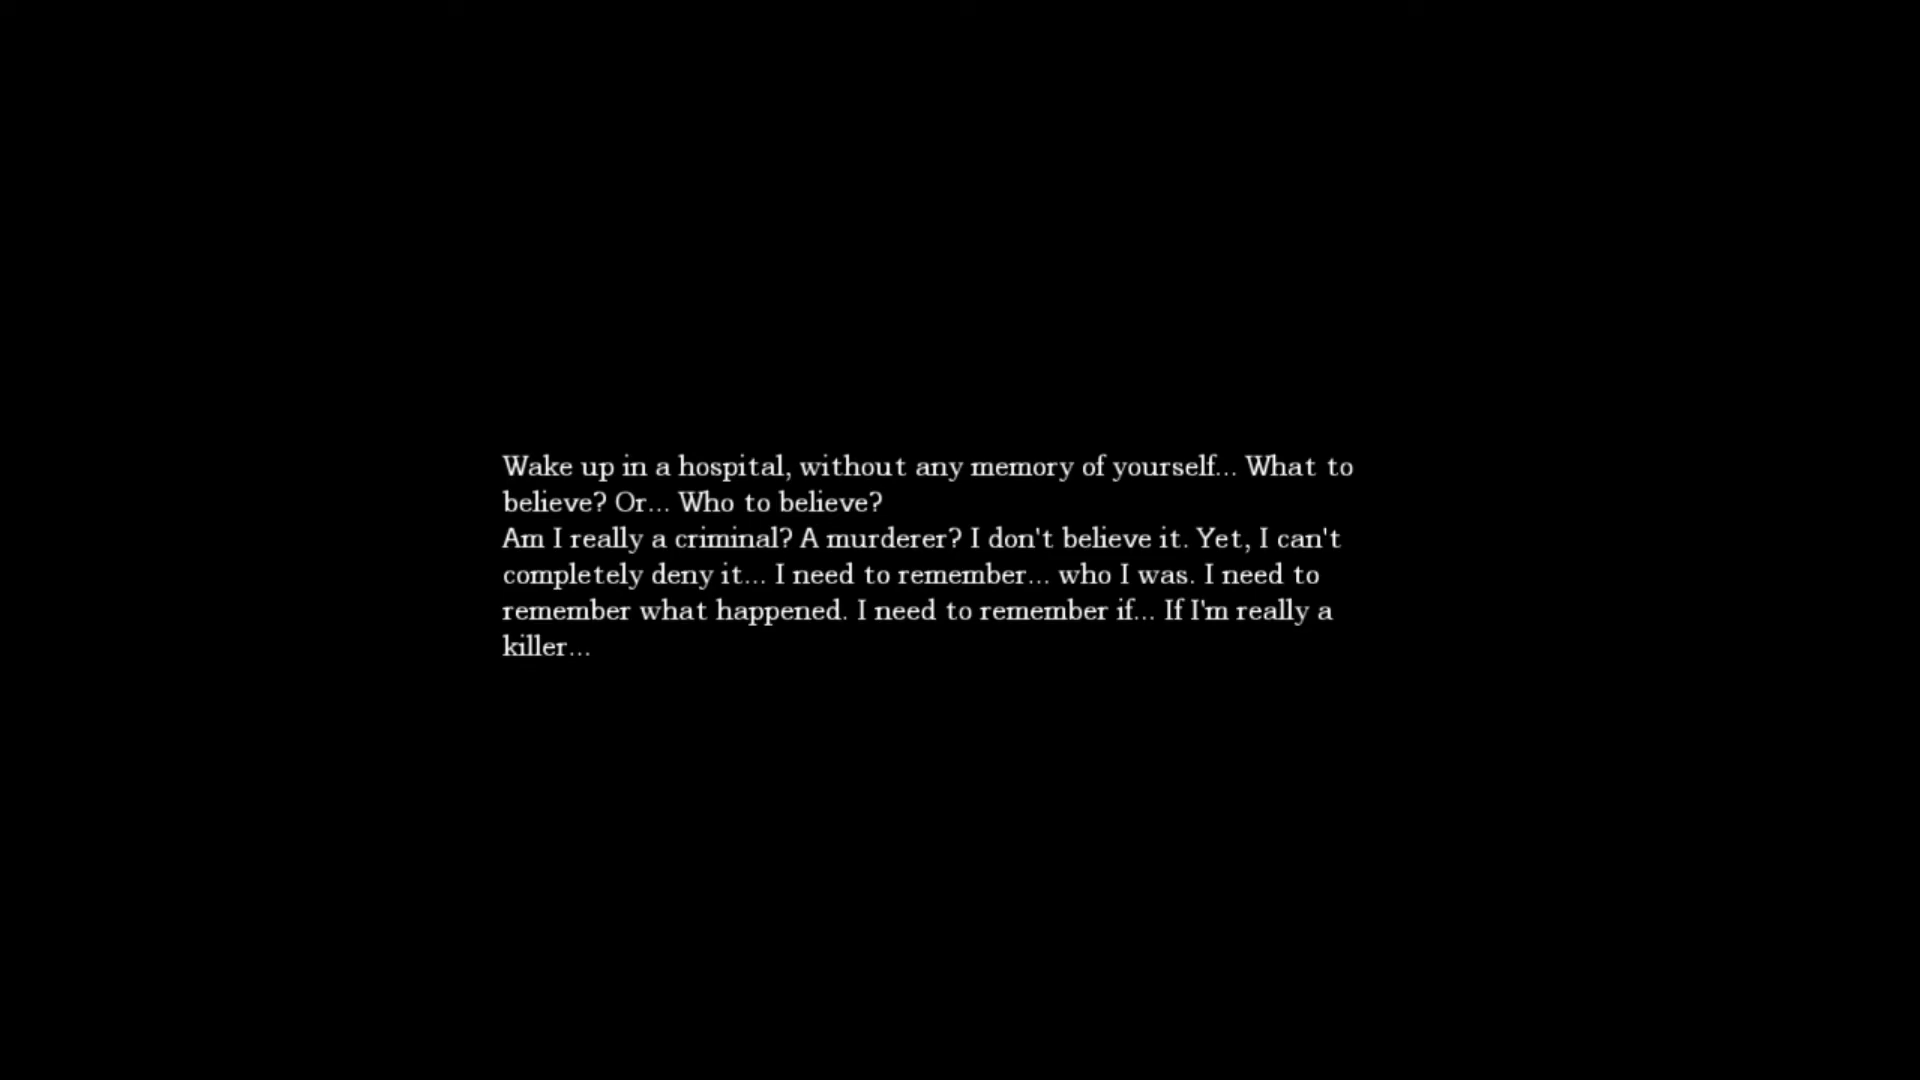 Wake up in a hospital, without any memory of yourself... What to
believe? Or... Who to believe?
Am I really a criminal? A murderer? I don't believe it. Yet, I can't
completely deny it... I need to remember... who I was. I need to
remember what happened. I need to remember if... If I'm really a
killer...